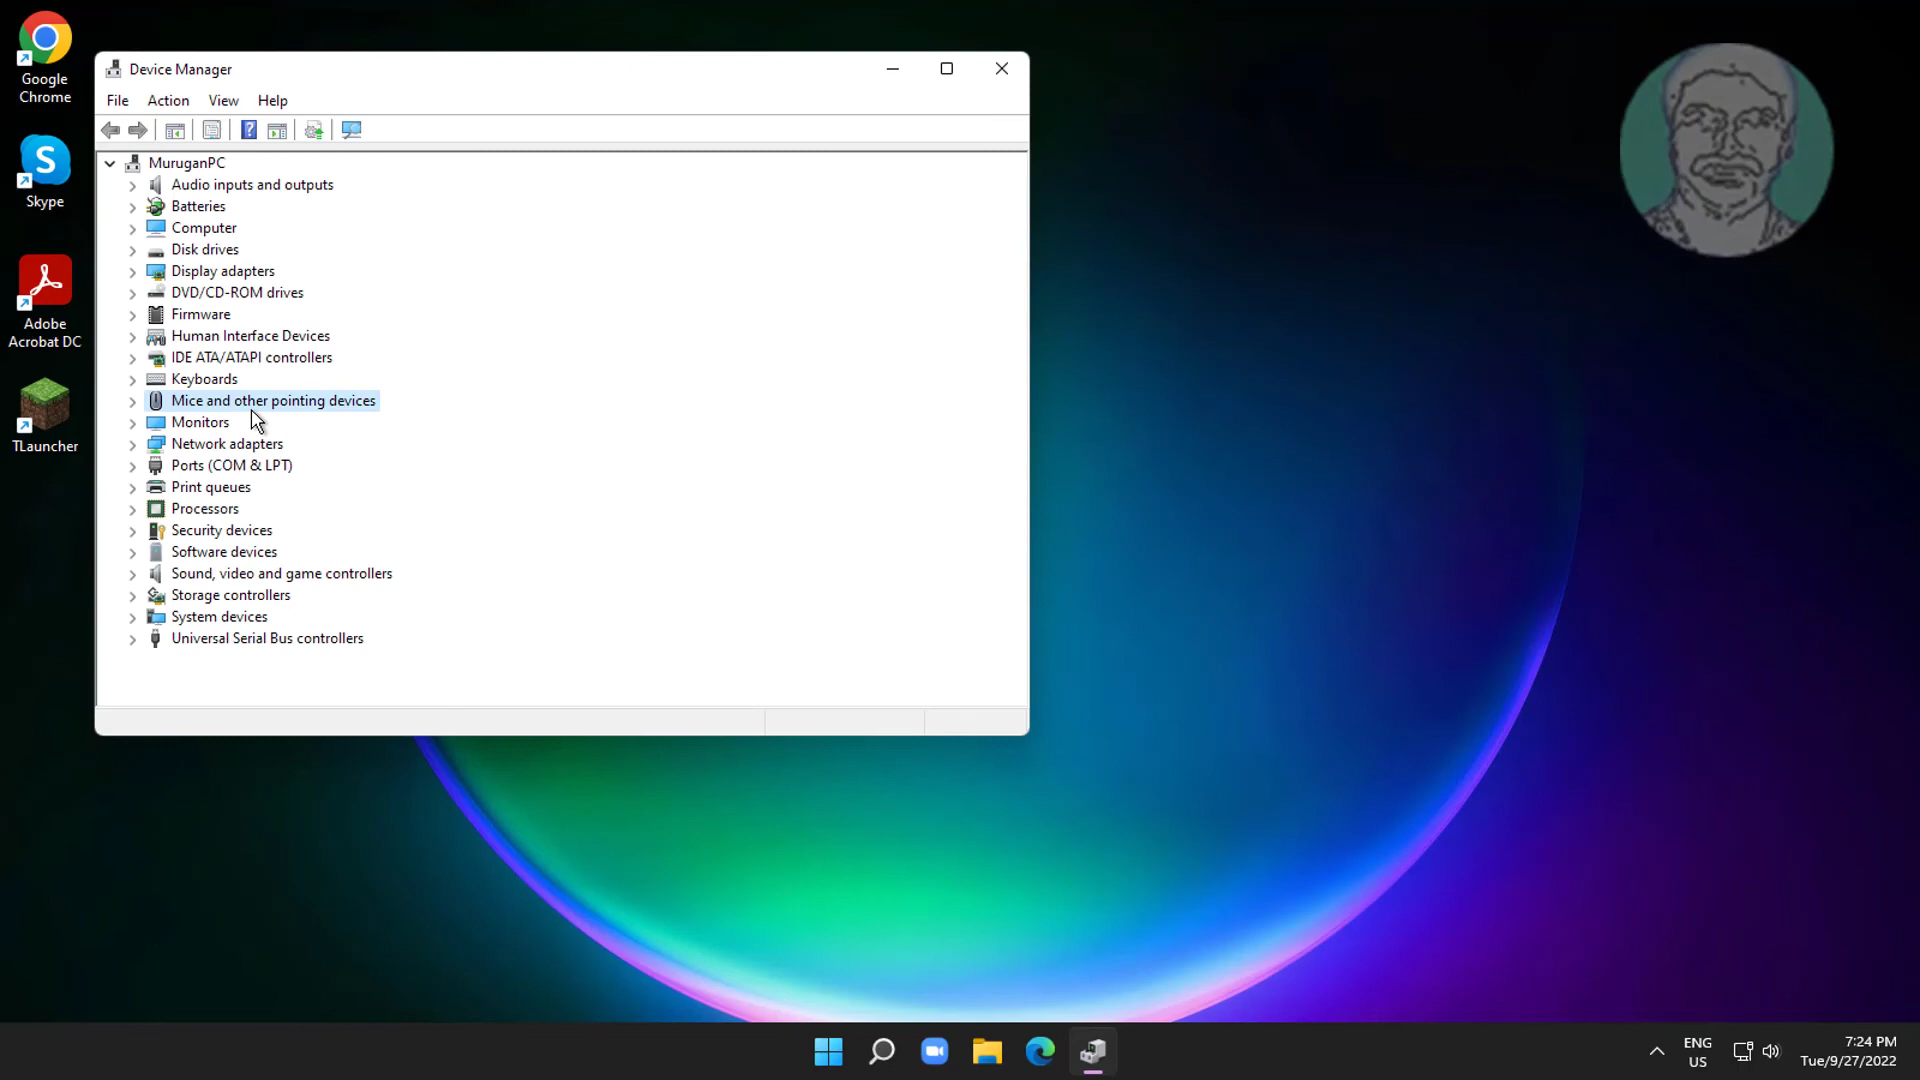 Google
Chrome
Skype
Adobe
Acrobat DC
TLauncher
Device Manager
File Action View Help
MuruganPC
Audio inputs and outputs
Batteries
Computer
Disk drives
Display adapters
DVD/CD-ROM drives
Firmware
Human Interface Devices
IDE ATA/ATAPI controllers
Keyboards
Mice and other pointing devices
Monitors
Network adapters
Ports (COM & LPT)
Print queues
Processors
Security devices
Software devices
Sound, video and game controllers
Storage controllers
System devices
Universal Serial Bus controllers
ENG
US
7:24 PM
Tue/9/27/2022